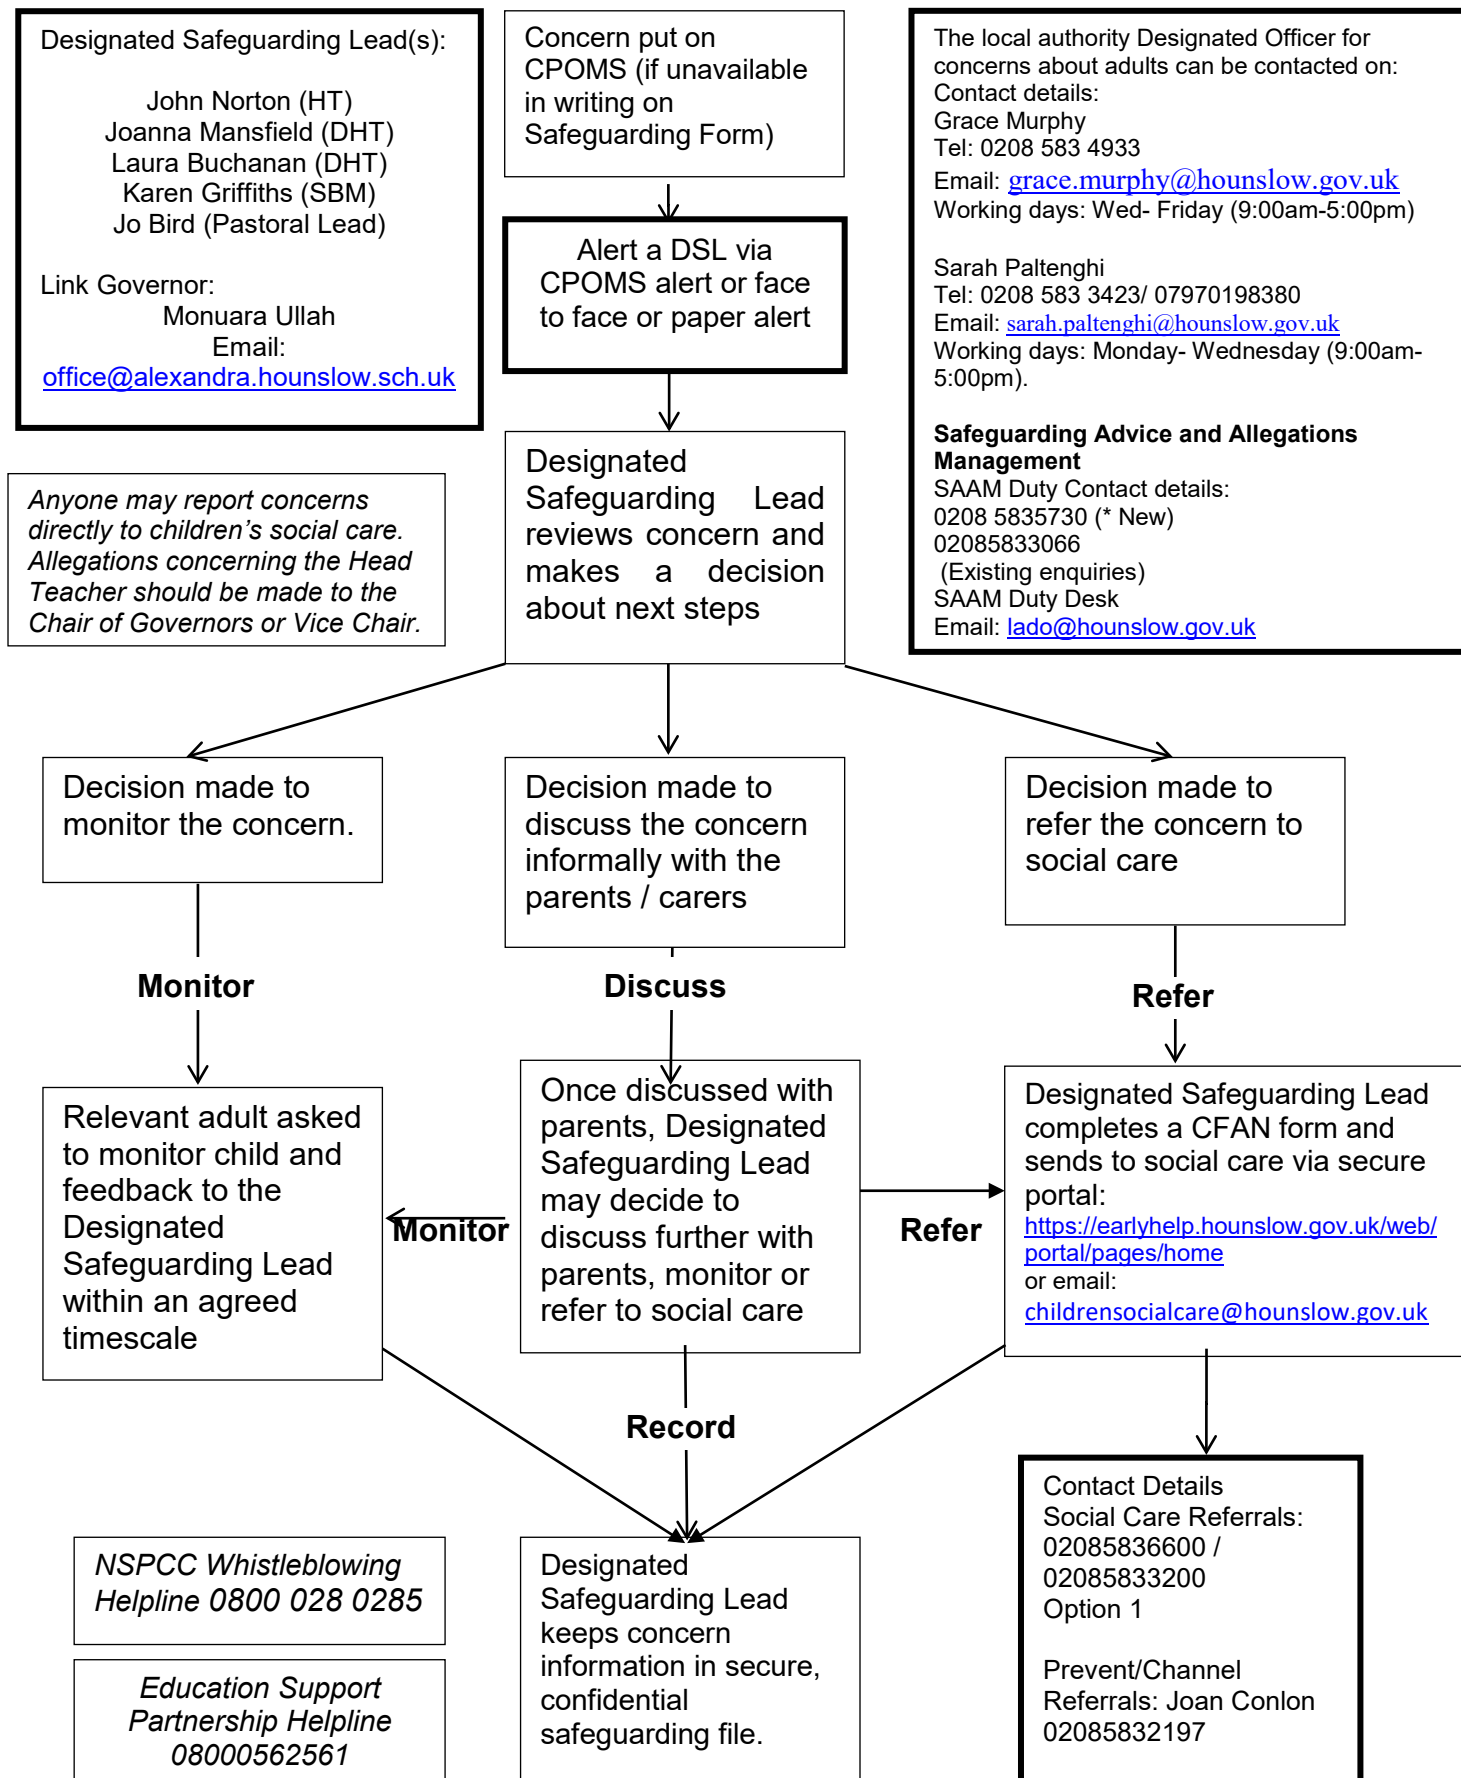 Designated Safeguarding Lead(s):
John Norton (HT)
Joanna Mansfield (DHT)
Laura Buchanan (DHT)
Karen Griffiths (SBM)
Jo Bird (Pastoral Lead)
Link Governor:
Monuara Ullah
Email:
office@alexandra.hounslow.sch.uk
Concern put on
CPOMS (if unavailable
in writing on
Safeguarding Form)
The local authority Designated Officer for
concerns about adults can be contacted on:
Contact details:
Grace Murphy
Tel: 0208 583 4933
Email: grace.murphy@hounslow.gov.uk
Working days: Wed- Friday (9:00am-5:00pm)
Sarah Paltenghi
Tel: 0208 583 3423/ 07970198380
Email: sarah.paltenghi@hounslow.gov.uk
Working days: Monday- Wednesday (9:00am-
5:00pm).
Safeguarding Advice and Allegations
Management
SAAM Duty Contact details:
0208 5835730 (* New)
02085833066
(Existing enquiries)
SAAM Duty Desk
Email: lado@hounslow.gov.uk
Alert a DSL via
CPOMS alert or face
to face or paper alert
Anyone may report concerns
directly to children’s social care.
Allegations concerning the Head
Teacher should be made to the
Chair of Governors or Vice Chair.
Designated
Safeguarding Lead
reviews concern and
makes a decision
about next steps
Decision made to
monitor the concern.
Decision made to
discuss the concern
informally with the
parents / carers
Decision made to
refer the concern to
social care
Monitor
Discuss
Refer
Relevant adult asked
to monitor child and
feedback to the
Designated
Safeguarding Lead
within an agreed
timescale
Monitor
Once discussed with
parents, Designated
Safeguarding Lead
may decide to
discuss further with
parents, monitor or
refer to social care
Refer
Designated Safeguarding Lead
completes a CFAN form and
sends to social care via secure
portal:
https://earlyhelp.hounslow.gov.uk/web/
portal/pages/home
or email:
childrensocialcare@hounslow.gov.uk
Record
NSPCC Whistleblowing
Helpline 0800 028 0285
Education Support
Partnership Helpline
08000562561
Designated
Safeguarding Lead
keeps concern
information in secure,
confidential
safeguarding file.
Contact Details
Social Care Referrals:
02085836600 /
02085833200
Option 1
Prevent/Channel
Referrals: Joan Conlon
02085832197